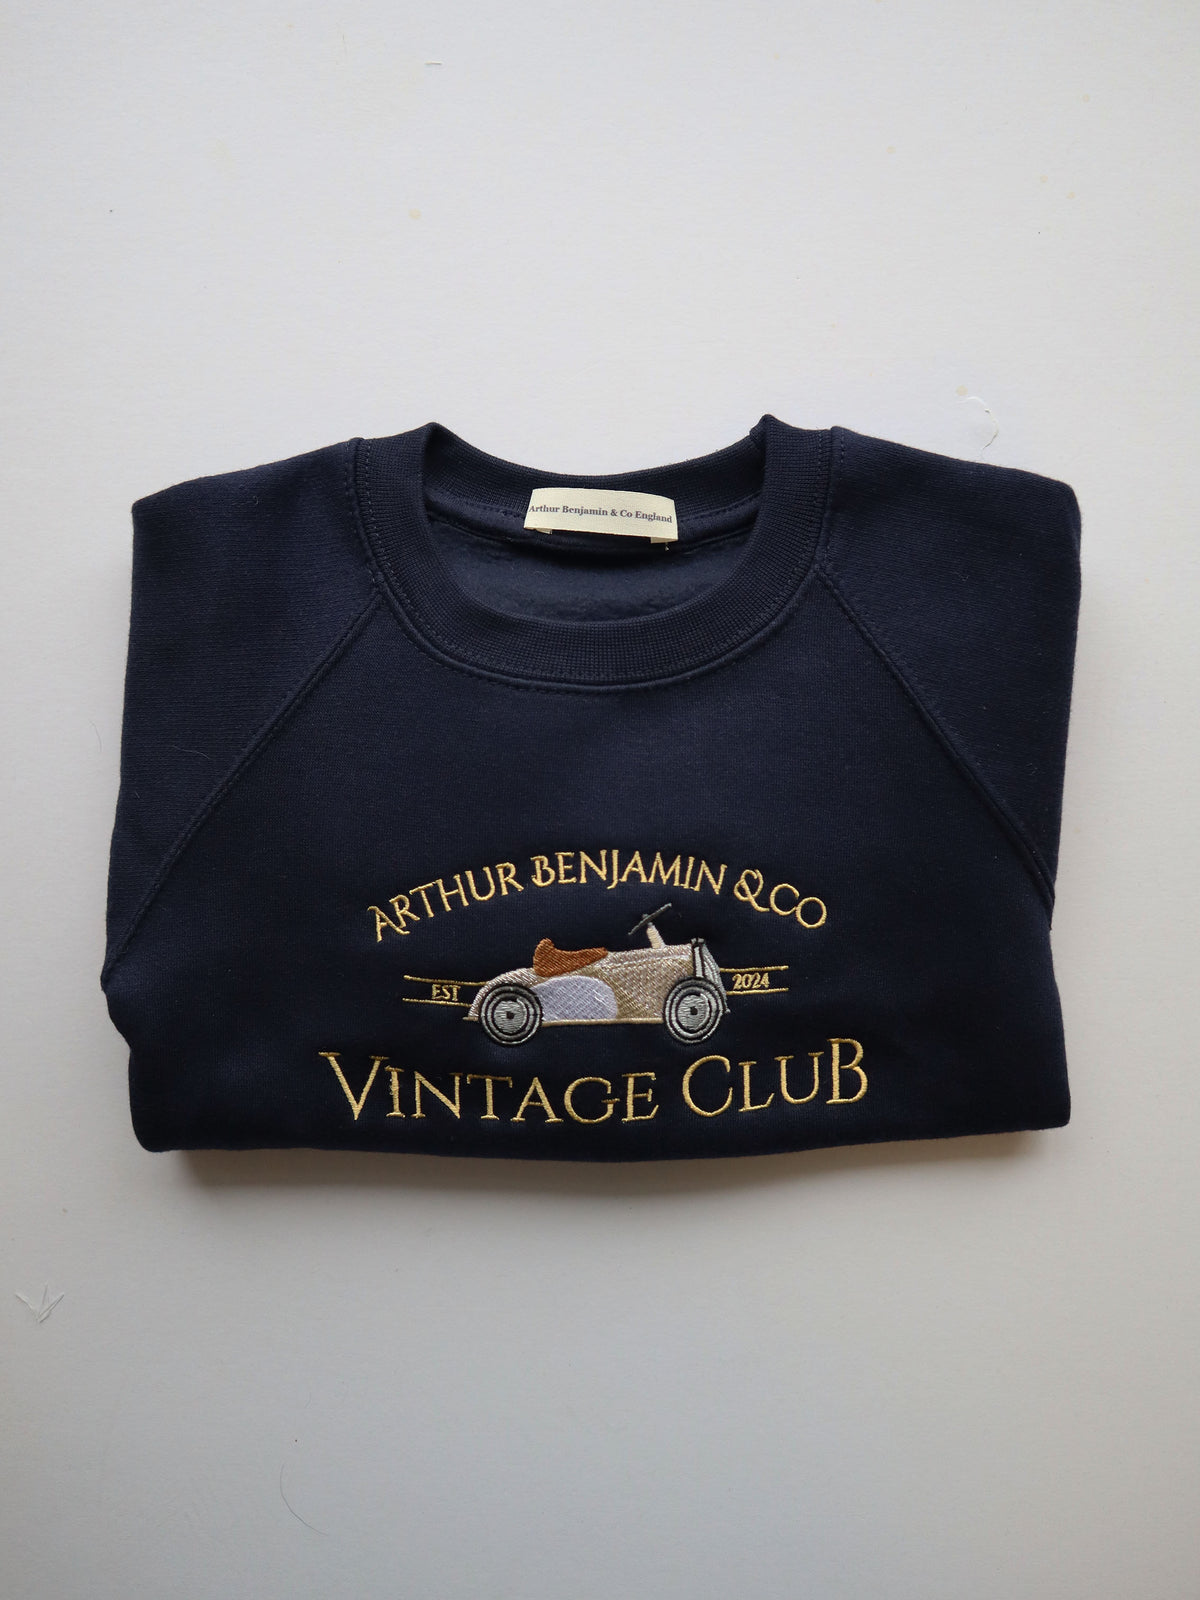 Arthur Benjamin & Co England
ARTHUR BENJAMIN & CO
EST 2024
VINTAGE CLUB